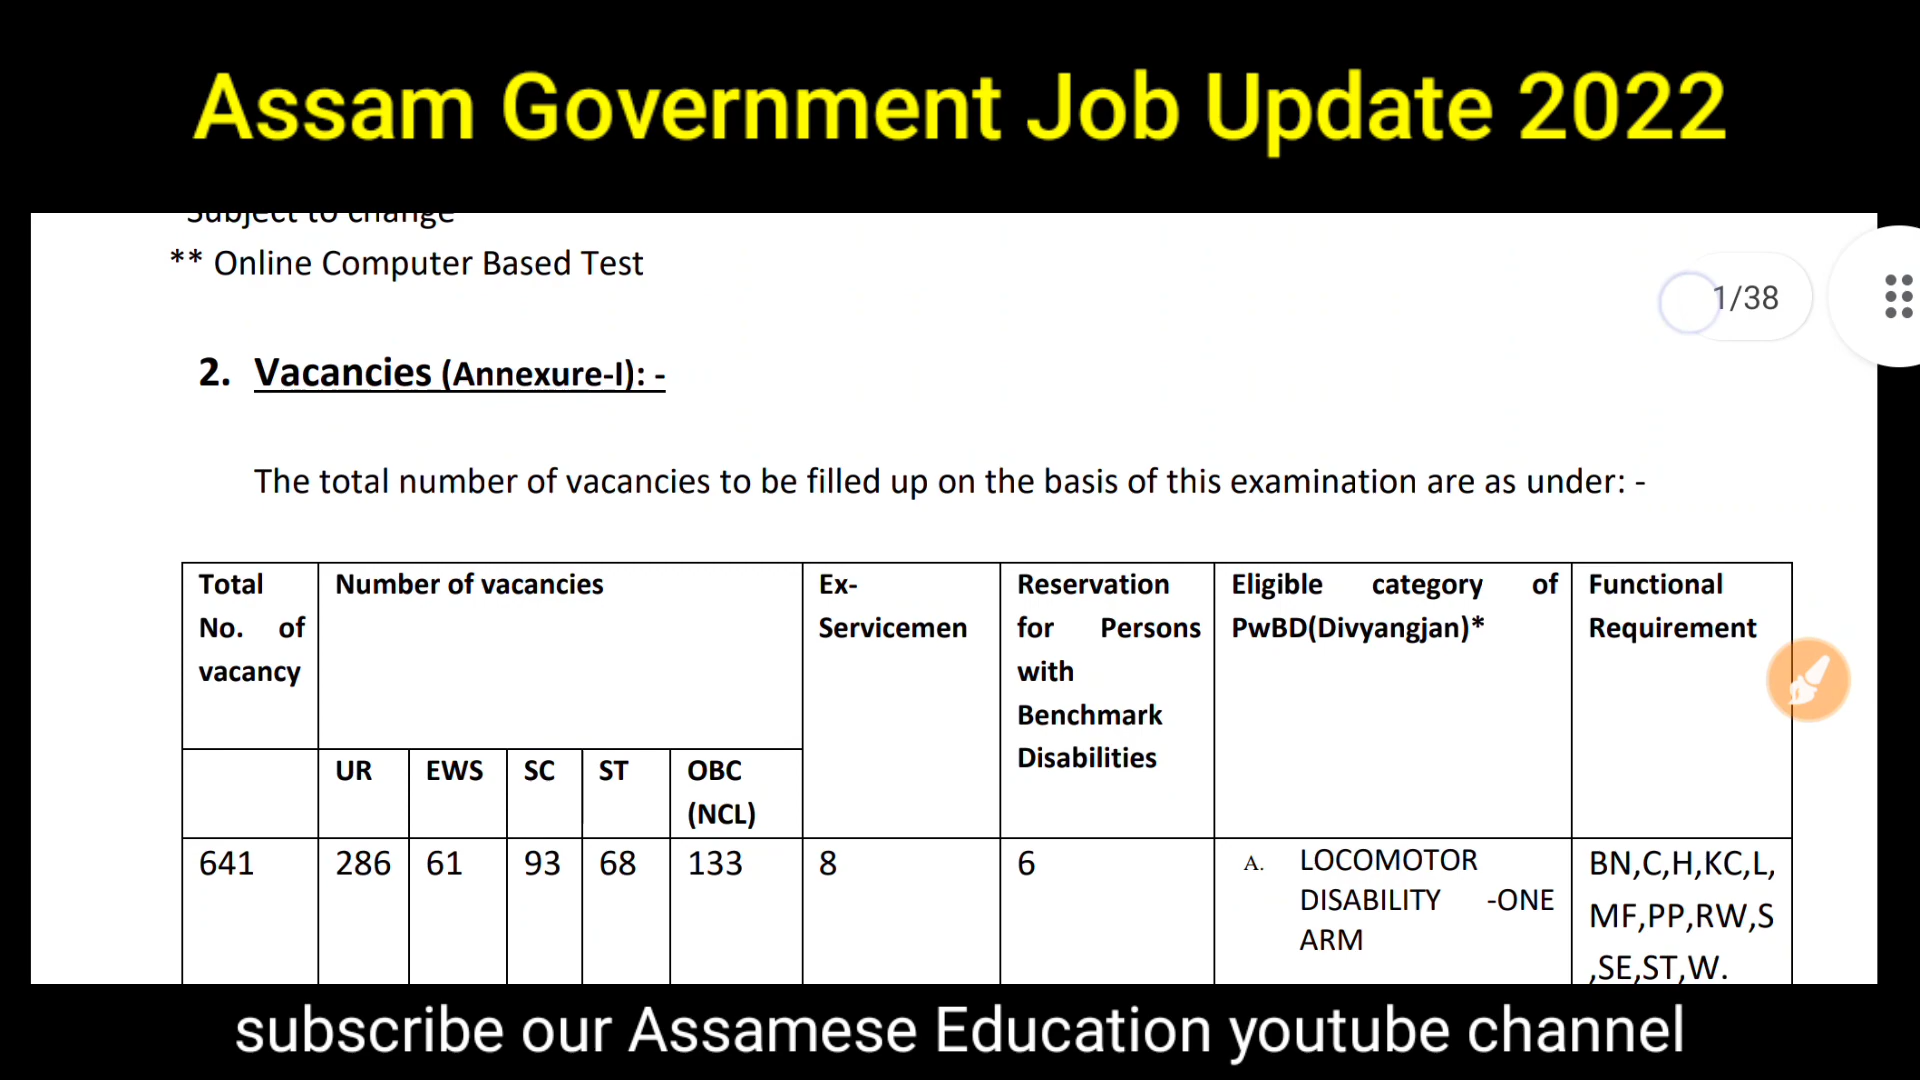 Assam Government Job Update 2022
Subject to change
** Online Computer Based Test
1/38
2. Vacancies (Annexure-I): -
The total number of vacancies to be filled up on the basis of this examination are as under: -
Total No. of vacancy
Number of vacancies
Ex-Servicemen
Reservation for Persons with Benchmark Disabilities
Eligible category of PwBD(Divyangjan)*
Functional Requirement
UR EWS SC ST OBC (NCL)
641 286 61 93 68 133 8 6
A. LOCOMOTOR DISABILITY -ONE ARM
BN,C,H,KC,L,
MF,PP,RW,S
,SE,ST,W.
subscribe our Assamese Education youtube channel